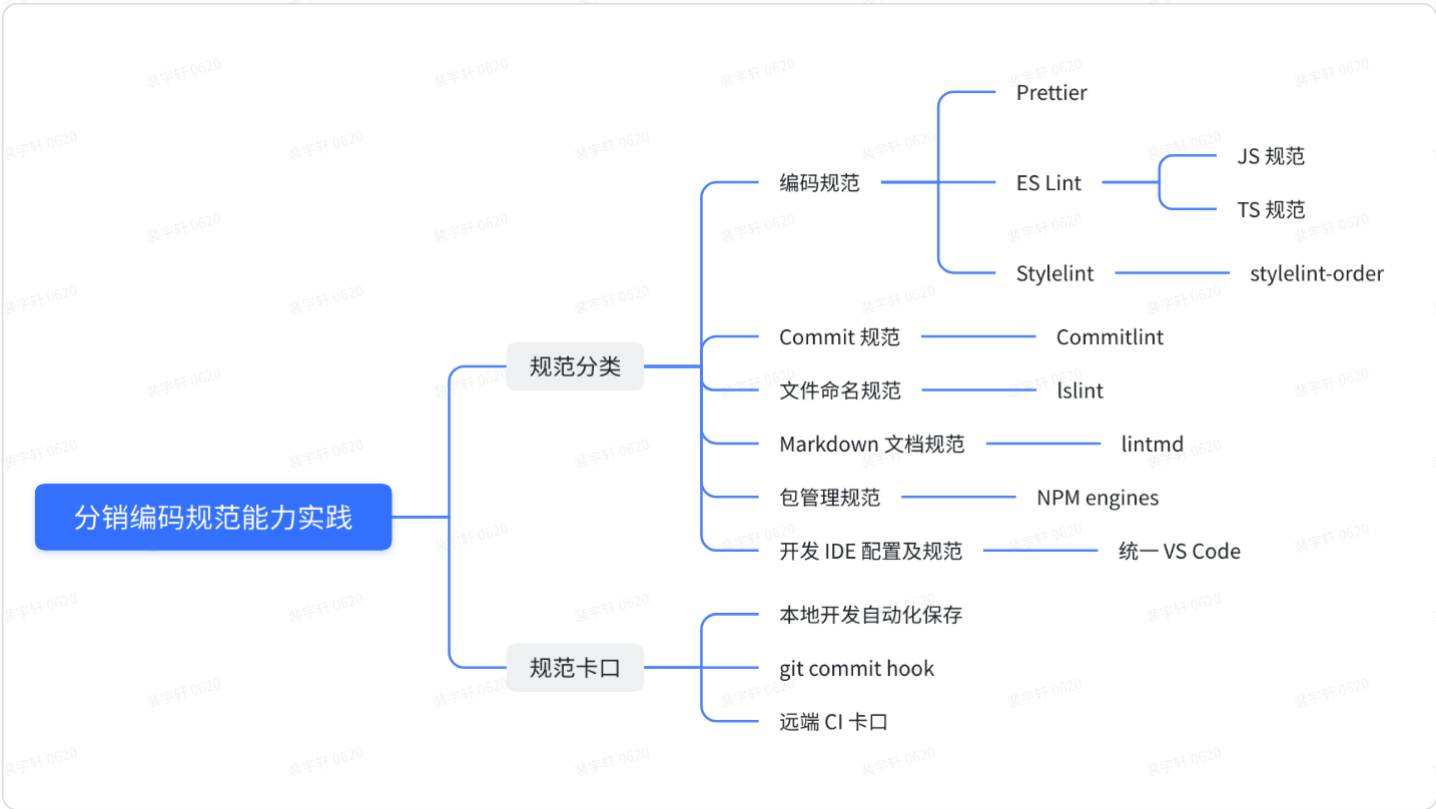 分销编码规范能力实践
规范分类
编码规范
Prettier
ES Lint
JS 规范
TS 规范
Stylelint
stylelint-order
Commit 规范
Commitlint
文件命名规范
lslint
Markdown 文档规范
lintmd
包管理规范
NPM engines
开发 IDE 配置及规范
统一 VS Code
规范卡口
本地开发自动化保存
git commit hook
远端 CI 卡口
裴宇轩 0620